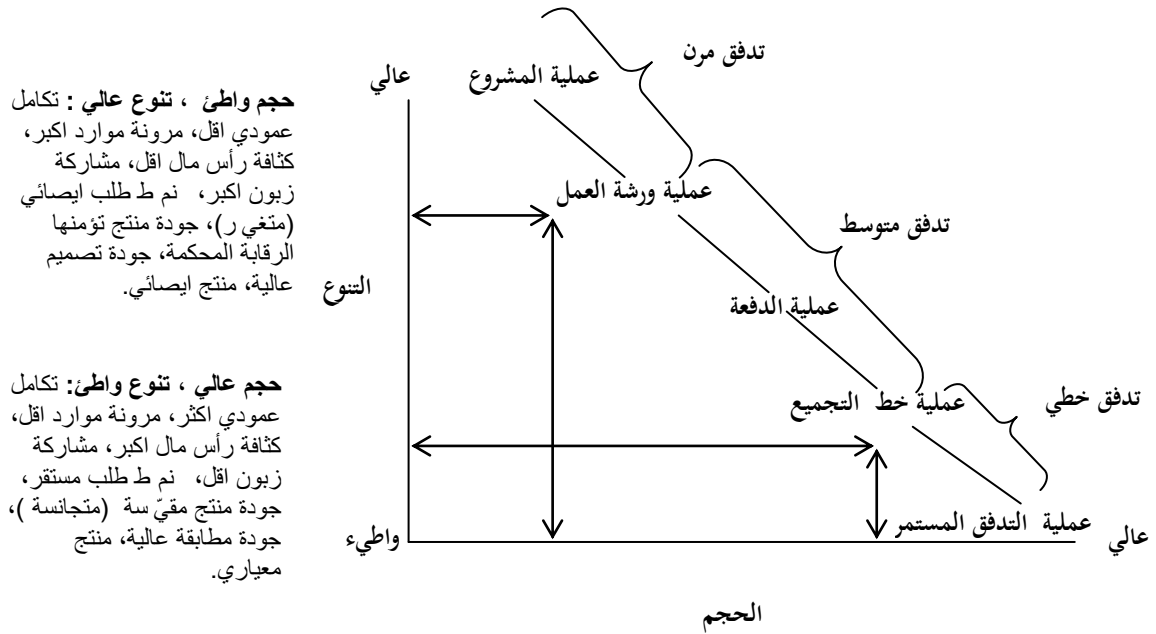 تدفق مرن
عملية المشروع
عالي
حجم واطئ ، تنوع عالي : تكامل
عمودي اقل، مرونة موارد اكبر،
كثافة رأس مال اقل، مشاركة
زبون اكبر، نم ط طلب ايصائي
(متغي ر)، جودة منتج تؤمنها
الرقابة المحكمة، جودة تصميم
عالية، منتج ايصائي.
عملية ورشة العمل
تدفق متوسط
التنوع
عملية الدفعة
حجم عالي ، تنوع واطئ: تكامل
عمودي اكثر، مرونة موارد اقل،
كثافة رأس مال اكبر، مشاركة
زبون اقل، نم ط طلب مستقر،
جودة منتج مقيّ سة (متجانسة )،
جودة مطابقة عالية، منتج
معياري.
تدفق خطي
عملية خط التجميع
عملية التدفق المستمر
عالي
واطيء
الحجم